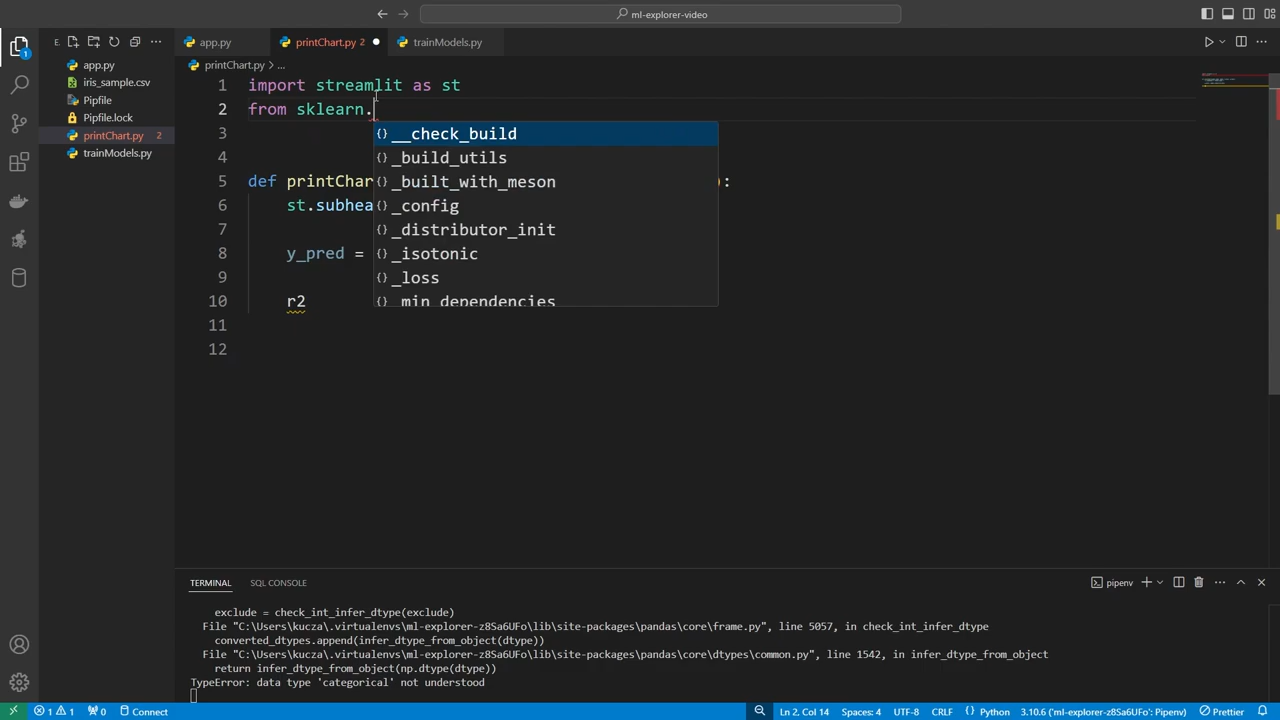 ml-explorer-video
E.
app.py
printChart.py 2
trainModels.py
app.py
iris_sample.csv
Pipfile
Pipfile.lock
printChart.py 2
trainModels.py
printChart.py > ...
1 import streamlit as st
2 from sklearn.
3
4
5 def printChar ):
6 st.subhea
7
8 y_pred =
9
10 r2
11
12
__check_build
_build_utils
_built_with_meson
_config
_distributor_init
_isotonic
_loss
_min_dependencies
1
TERMINAL
SQL CONSOLE
pipenv
exclude = check_int_infer_dtype(exclude)
File "C:\Users\kucza\.virtualenvs\ml-explorer-z8Sa6UFo\lib\site-packages\pandas\core\frame.py", line 5057, in check_int_infer_dtype
converted_dtypes.append(infer_dtype_from_object(dtype))
File "C:\Users\kucza\.virtualenvs\ml-explorer-z8Sa6UFo\lib\site-packages\pandas\core\dtypes\common.py", line 1542, in infer_dtype_from_object
return infer_dtype_from_object(np.dtype(dtype))
TypeError: data type 'categorical' not understood
1 1 0 Connect Ln 2, Col 14 Spaces: 4 UTF-8 CRLF Python 3.10.6 ('ml-explorer-z8Sa6UFo': Pipenv) Prettier